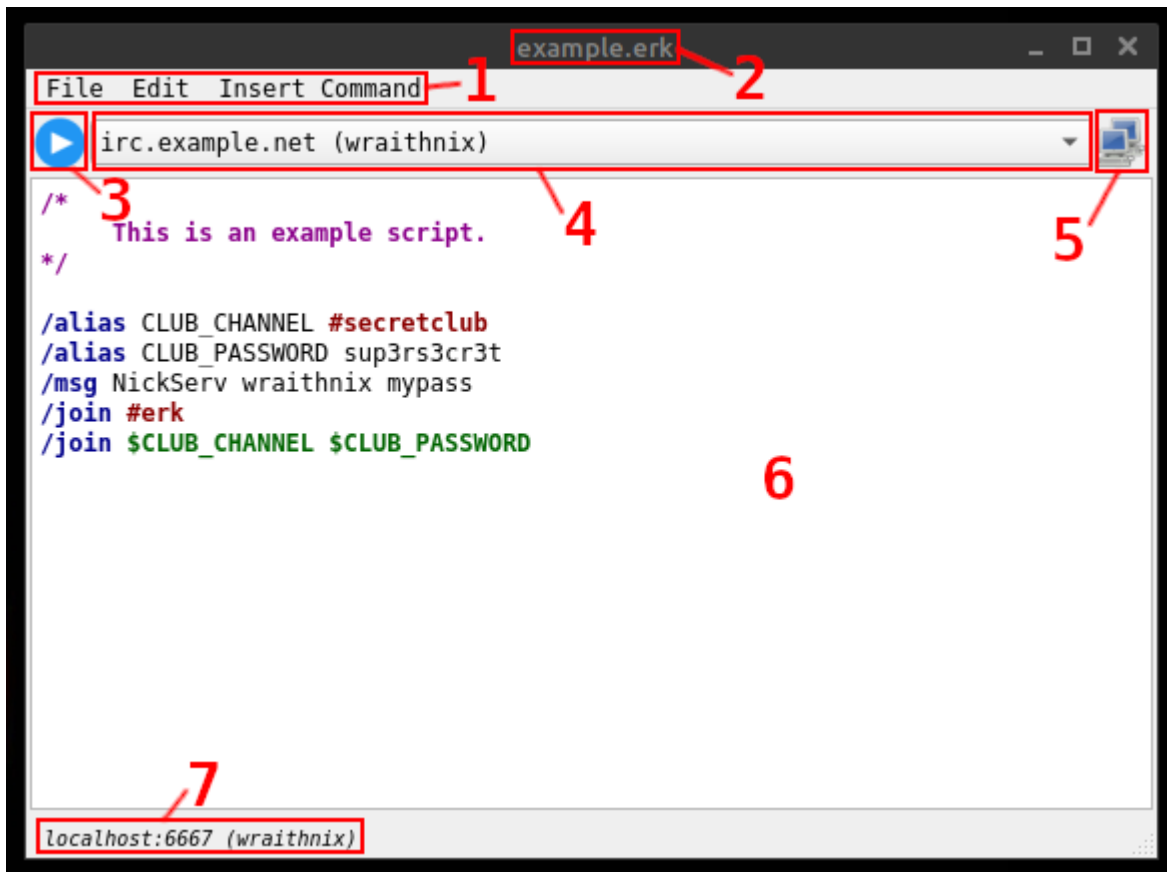 example.erk
2
File Edit Insert Command
1
irc.example.net (wraithnix)
3
4
5
/*
This is an example script.
*/
/alias CLUB_CHANNEL #secretclub
/alias CLUB_PASSWORD sup3rs3cr3t
/msg NickServ wraithnix mypass
/join #erk
/join $CLUB_CHANNEL $CLUB_PASSWORD
6
7
localhost:6667 (wraithnix)